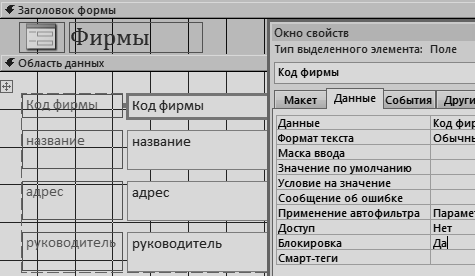 Заголовок формы
Фирмы
Область данных
Код фирмы Код фирмы
название название
адрес адрес
руководитель руководитель
Окно свойств
Тип выделенного элемента: Поле
Код фирмы
Макет Данные События Други
Данные Код фир
Формат текста Обычны
Маска ввода
Значение по умолчанию
Условие на значение
Сообщение об ошибке
Применение автофильтра Парамет
Доступ Нет
Блокировка Да
Смарт-теги